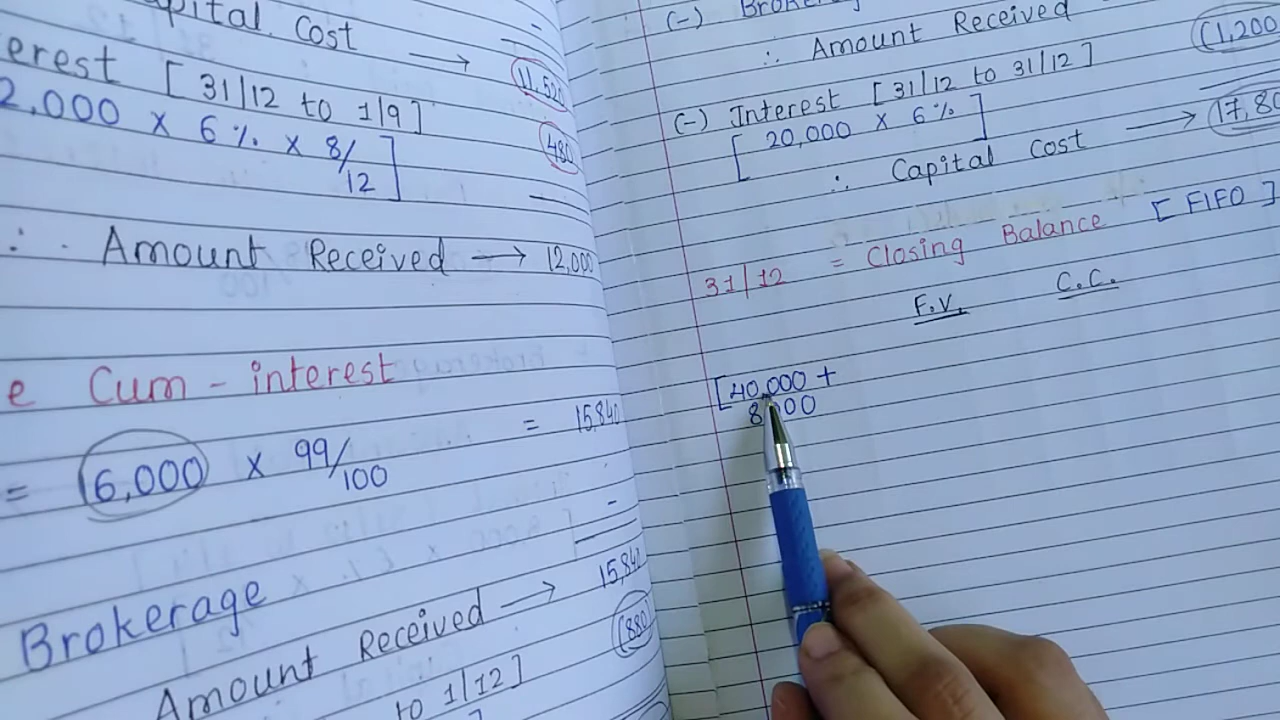 Capital Cost → 11,520
erest [31/12 to 1/9]
2,000 × 6% × 8/12] 480
∴ Amount Received → 12,000
e Cum-interest
= 6,000 × 99/100 = 15,840
Brokerage -
Amount Received → 15,840
to 1/12] (880)
(-)
∴ Amount Received
(-) Interest [31/12 to 31/12] (1,200
[20,000 × 6%]
∴ Capital Cost → 17,80
31/12 = Closing Balance [FIFO]
F.V. C.C.
[40,000 +
8,000